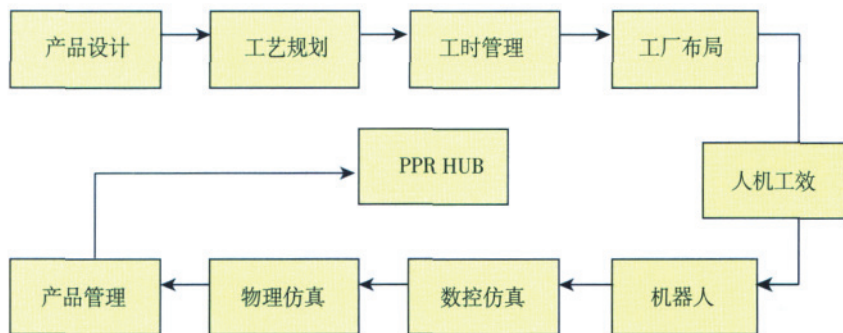 产品设计
工艺规划
工时管理
工厂布局
PPR HUB
人机工效
产品管理
物理仿真
数控仿真
机器人